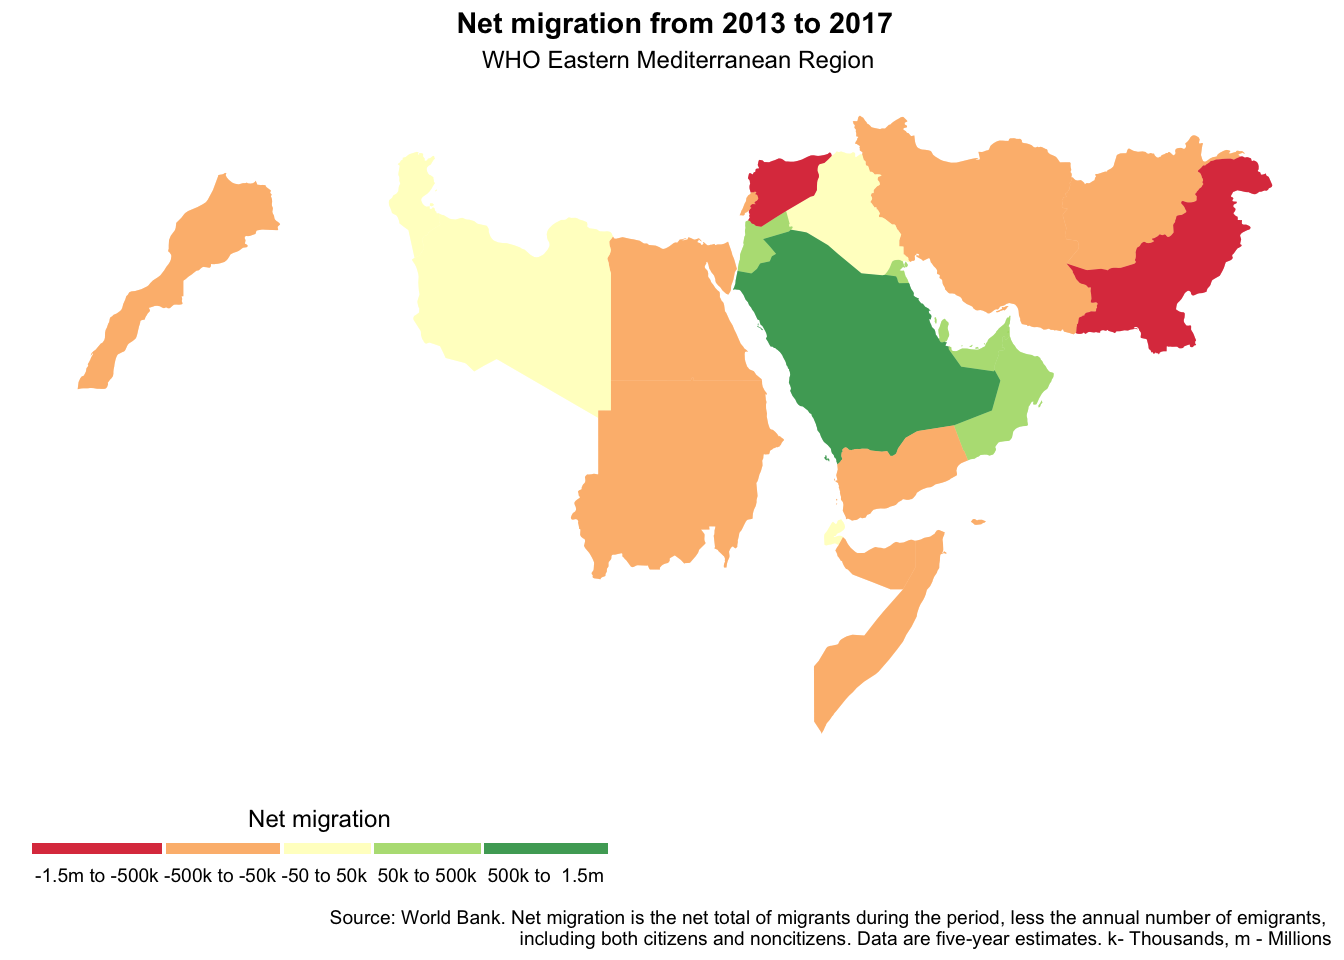 Net migration from 2013 to 2017
WHO Eastern Mediterranean Region
Net migration
-1.5m to -500k -500k to -50k -50 to 50k 50k to 500k 500k to 1.5m
Source: World Bank. Net migration is the net total of migrants during the period, less the annual number of emigrants,
including both citizens and noncitizens. Data are five-year estimates. k- Thousands, m - Millions